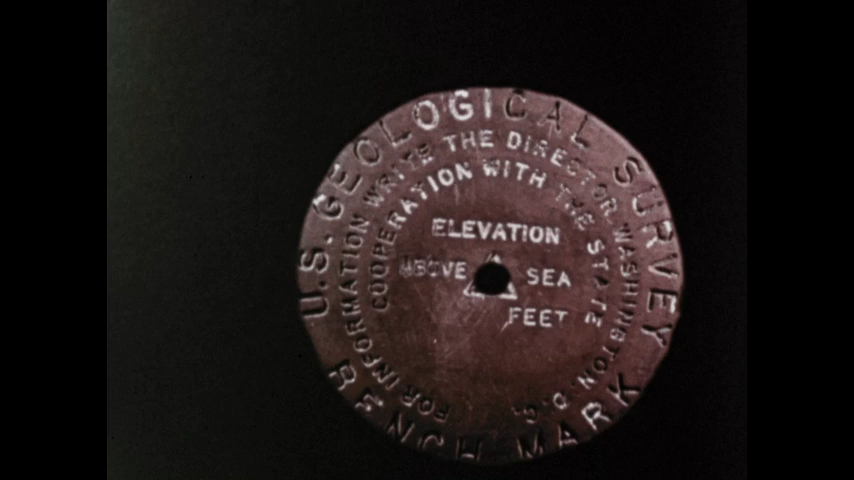 U.S. GEOLOGICAL SURVEY
FOR INFORMATION WRITE THE DIRECTOR WASHINGTON, D.C.
COOPERATION WITH THE STATE
ELEVATION
ABOVE SEA
FEET
BENCH MARK